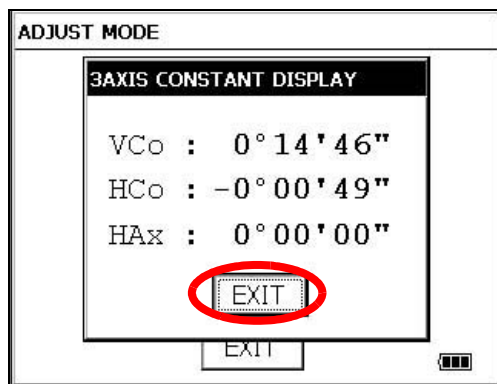 ADJUST MODE
3AXIS CONSTANT DISPLAY
VCo : 0°14'46"
HCo : -0°00'49"
HAx : 0°00'00"
EXIT
EXIT